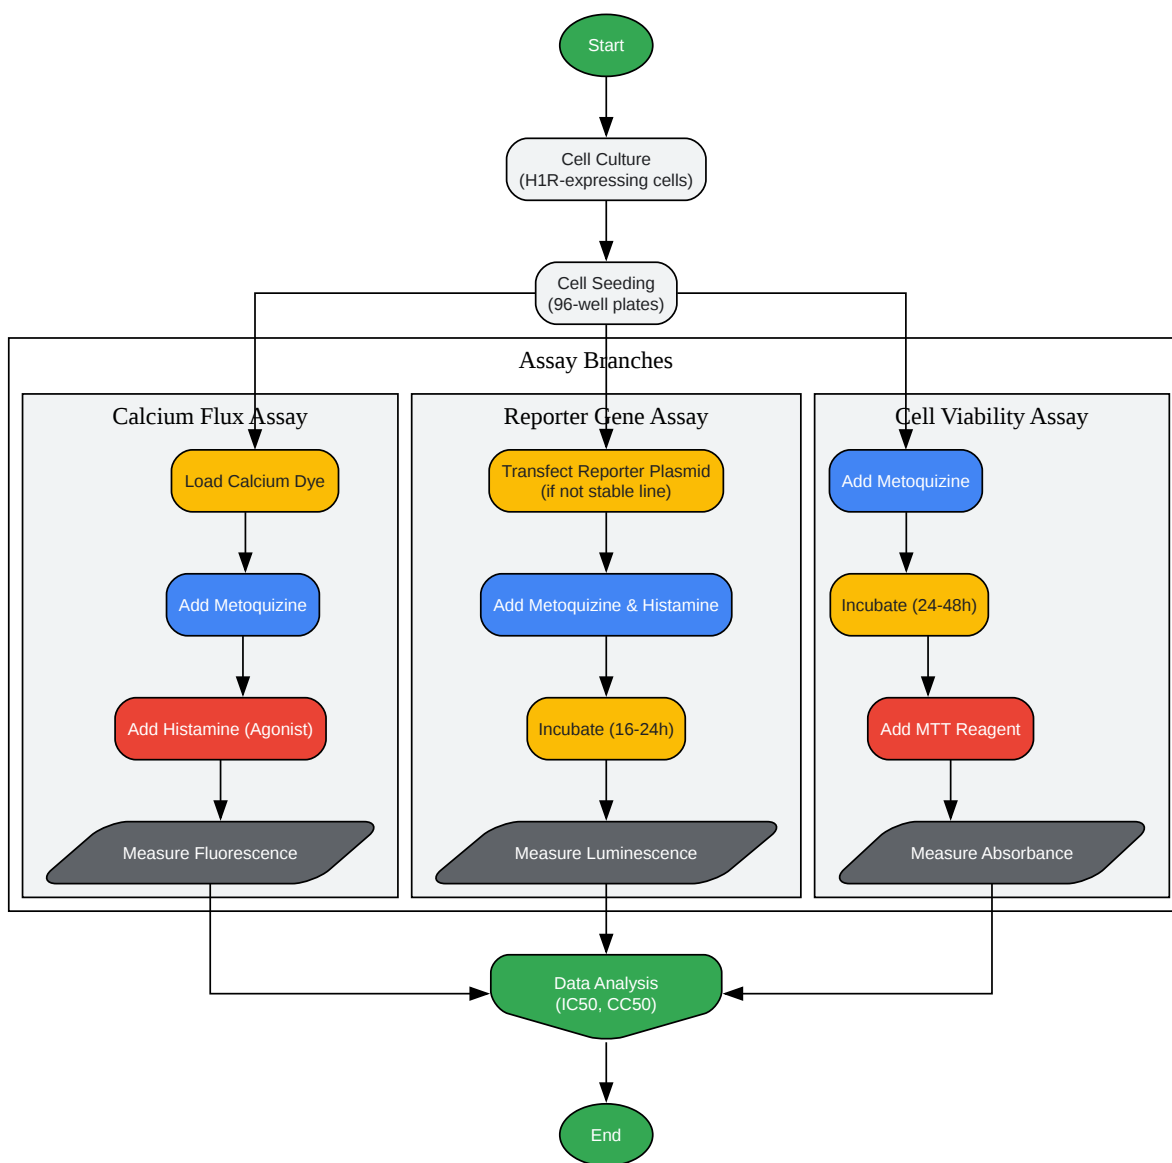 Start
Cell Culture
(H1R-expressing cells)
Cell Seeding
(96-well plates)
Assay Branches
Calcium Flux Assay
Load Calcium Dye
Add Metoquizine
Add Histamine (Agonist)
Measure Fluorescence
Reporter Gene Assay
Transfect Reporter Plasmid
(if not stable line)
Add Metoquizine & Histamine
Incubate (16-24h)
Measure Luminescence
Cell Viability Assay
Add Metoquizine
Incubate (24-48h)
Add MTT Reagent
Measure Absorbance
Data Analysis
(IC50, CC50)
End